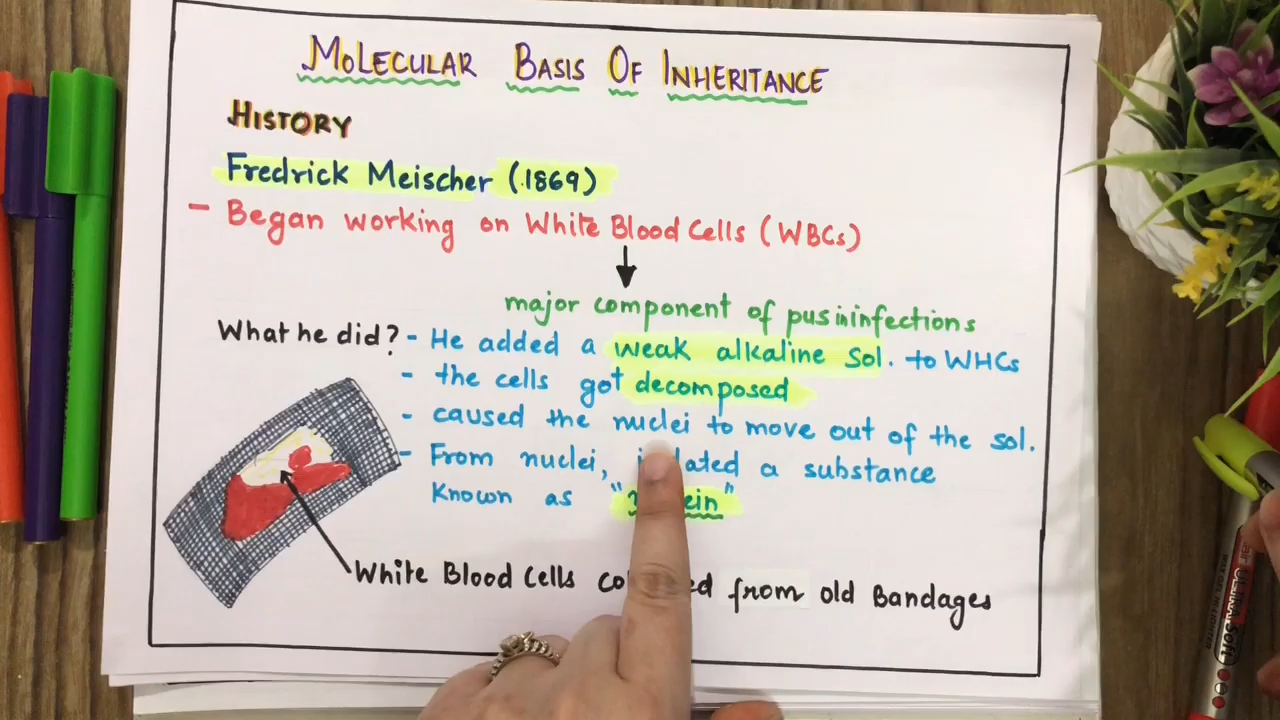 MOLECULAR BASIS OF INHERITANCE
HISTORY
Fredrick Meischer (.1869)
- Began working on White Blood Cells (WBCs)
major component of pus in infections
What he did? - He added a weak alkaline Sol. to WHCs
- the cells got decomposed
- caused the nuclei to move out of the sol.
- From nuclei, a substance
Known as
White Blood Cells from old Bandages
ULTRA SOFT